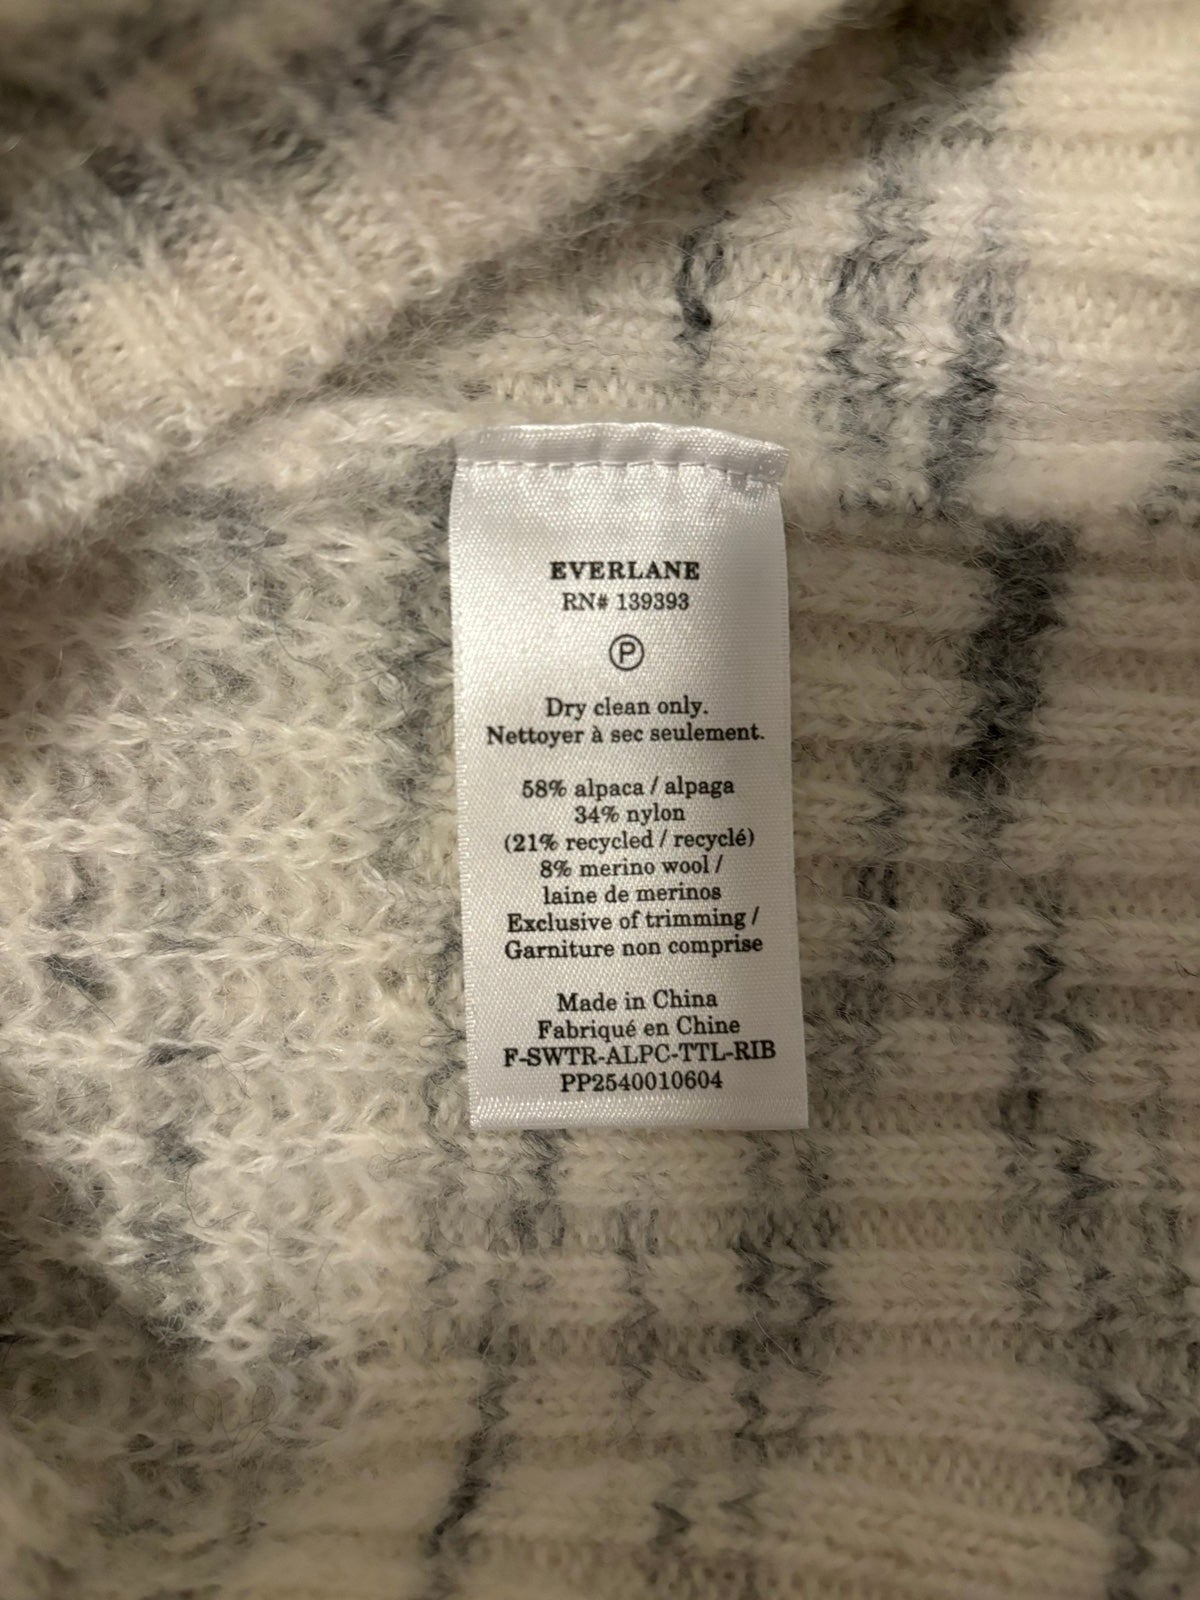 EVERLANE
RN# 139393
P
Dry clean only.
Nettoyer à sec seulement.
58% alpaca / alpaga
34% nylon
(21% recycled / recyclé)
8% merino wool /
laine de merinos
Exclusive of trimming /
Garniture non comprise
Made in China
Fabriqué en Chine
F-SWTR-ALPC-TTL-RIB
PP2540010604